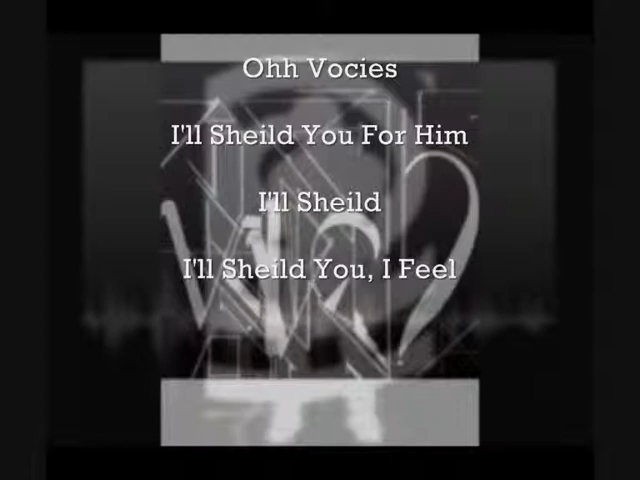 Ohh Vocies
I'll Sheild You For Him
I'll Sheild
I'll Sheild You, I Feel